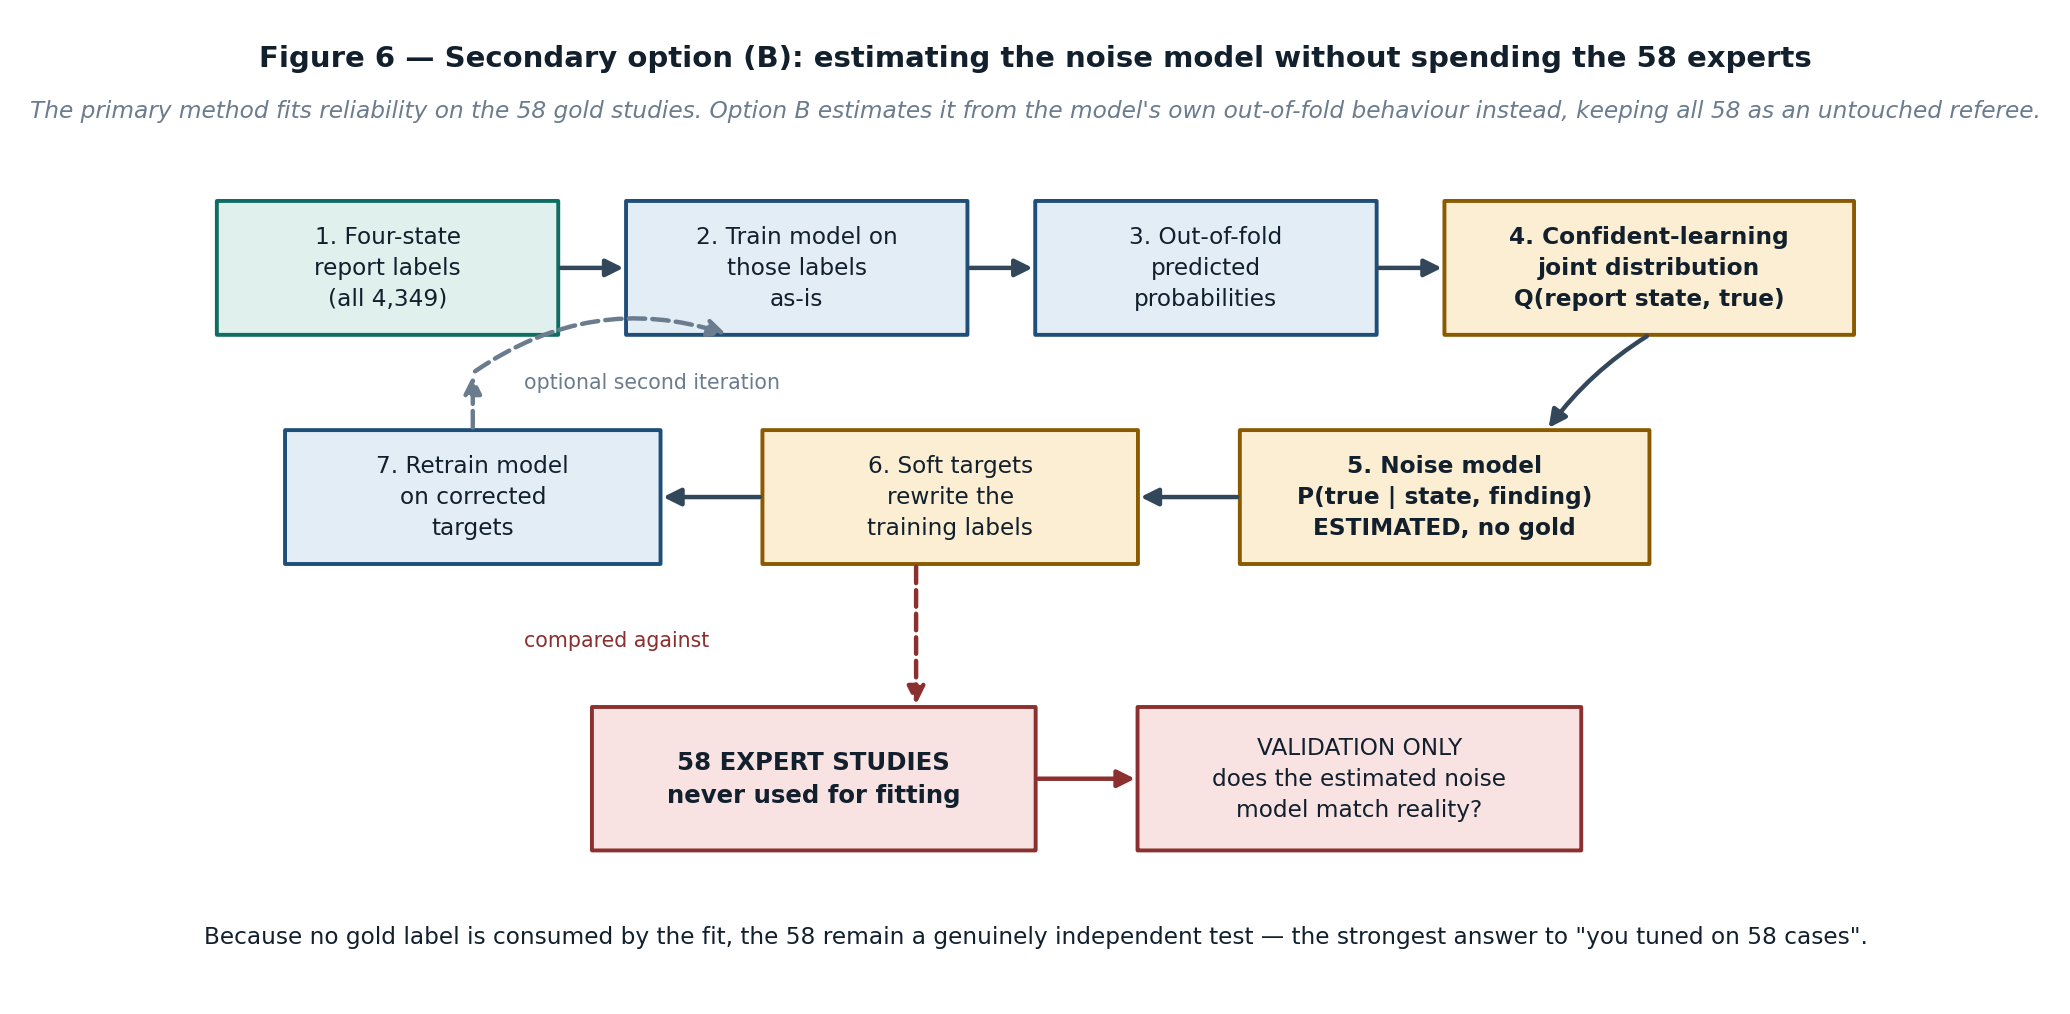 Figure 6 — Secondary option (B): estimating the noise model without spending the 58 experts
The primary method fits reliability on the 58 gold studies. Option B estimates it from the model's own out-of-fold behaviour instead, keeping all 58 as an untouched referee.
1. Four-state
report labels
(all 4,349)
2. Train model on
those labels
as-is
3. Out-of-fold
predicted
probabilities
4. Confident-learning
joint distribution
Q(report state, true)
optional second iteration
7. Retrain model
on corrected
targets
6. Soft targets
rewrite the
training labels
5. Noise model
P(true | state, finding)
ESTIMATED, no gold
compared against
58 EXPERT STUDIES
never used for fitting
VALIDATION ONLY
does the estimated noise
model match reality?
Because no gold label is consumed by the fit, the 58 remain a genuinely independent test — the strongest answer to "you tuned on 58 cases".